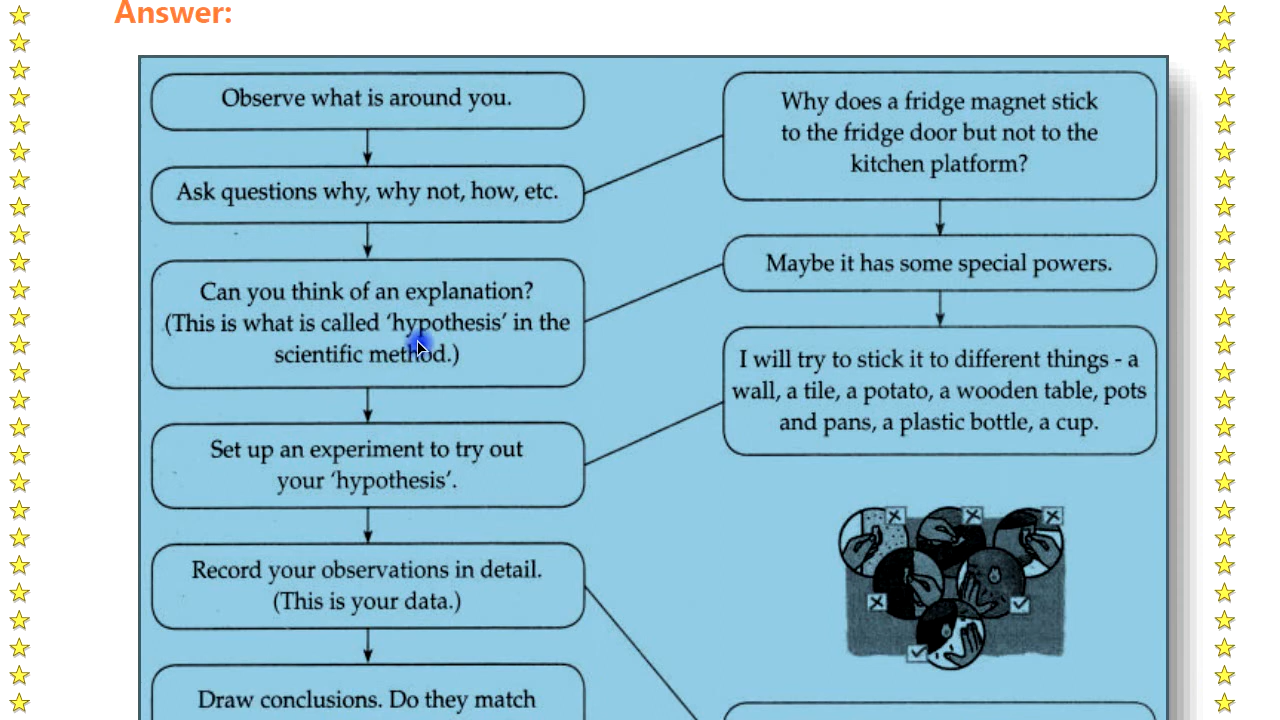 Answer:
Observe what is around you.
Ask questions why, why not, how, etc.
Can you think of an explanation?
(This is what is called ‘hypothesis’ in the
scientific method.)
Set up an experiment to try out
your ‘hypothesis’.
Record your observations in detail.
(This is your data.)
Draw conclusions. Do they match
Why does a fridge magnet stick
to the fridge door but not to the
kitchen platform?
Maybe it has some special powers.
I will try to stick it to different things - a
wall, a tile, a potato, a wooden table, pots
and pans, a plastic bottle, a cup.